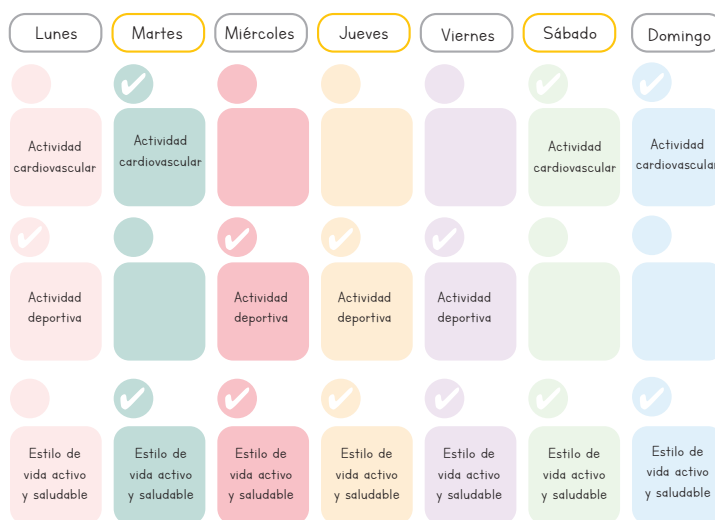 Lunes
Martes
Miércoles
Jueves
Viernes
Sábado
Domingo
Actividad
cardiovascular
Actividad
cardiovascular
Actividad
cardiovascular
Actividad
cardiovascular
Actividad
deportiva
Actividad
deportiva
Actividad
deportiva
Actividad
deportiva
Estilo de
vida activo
y saludable
Estilo de
vida activo
y saludable
Estilo de
vida activo
y saludable
Estilo de
vida activo
y saludable
Estilo de
vida activo
y saludable
Estilo de
vida activo
y saludable
Estilo de
vida activo
y saludable